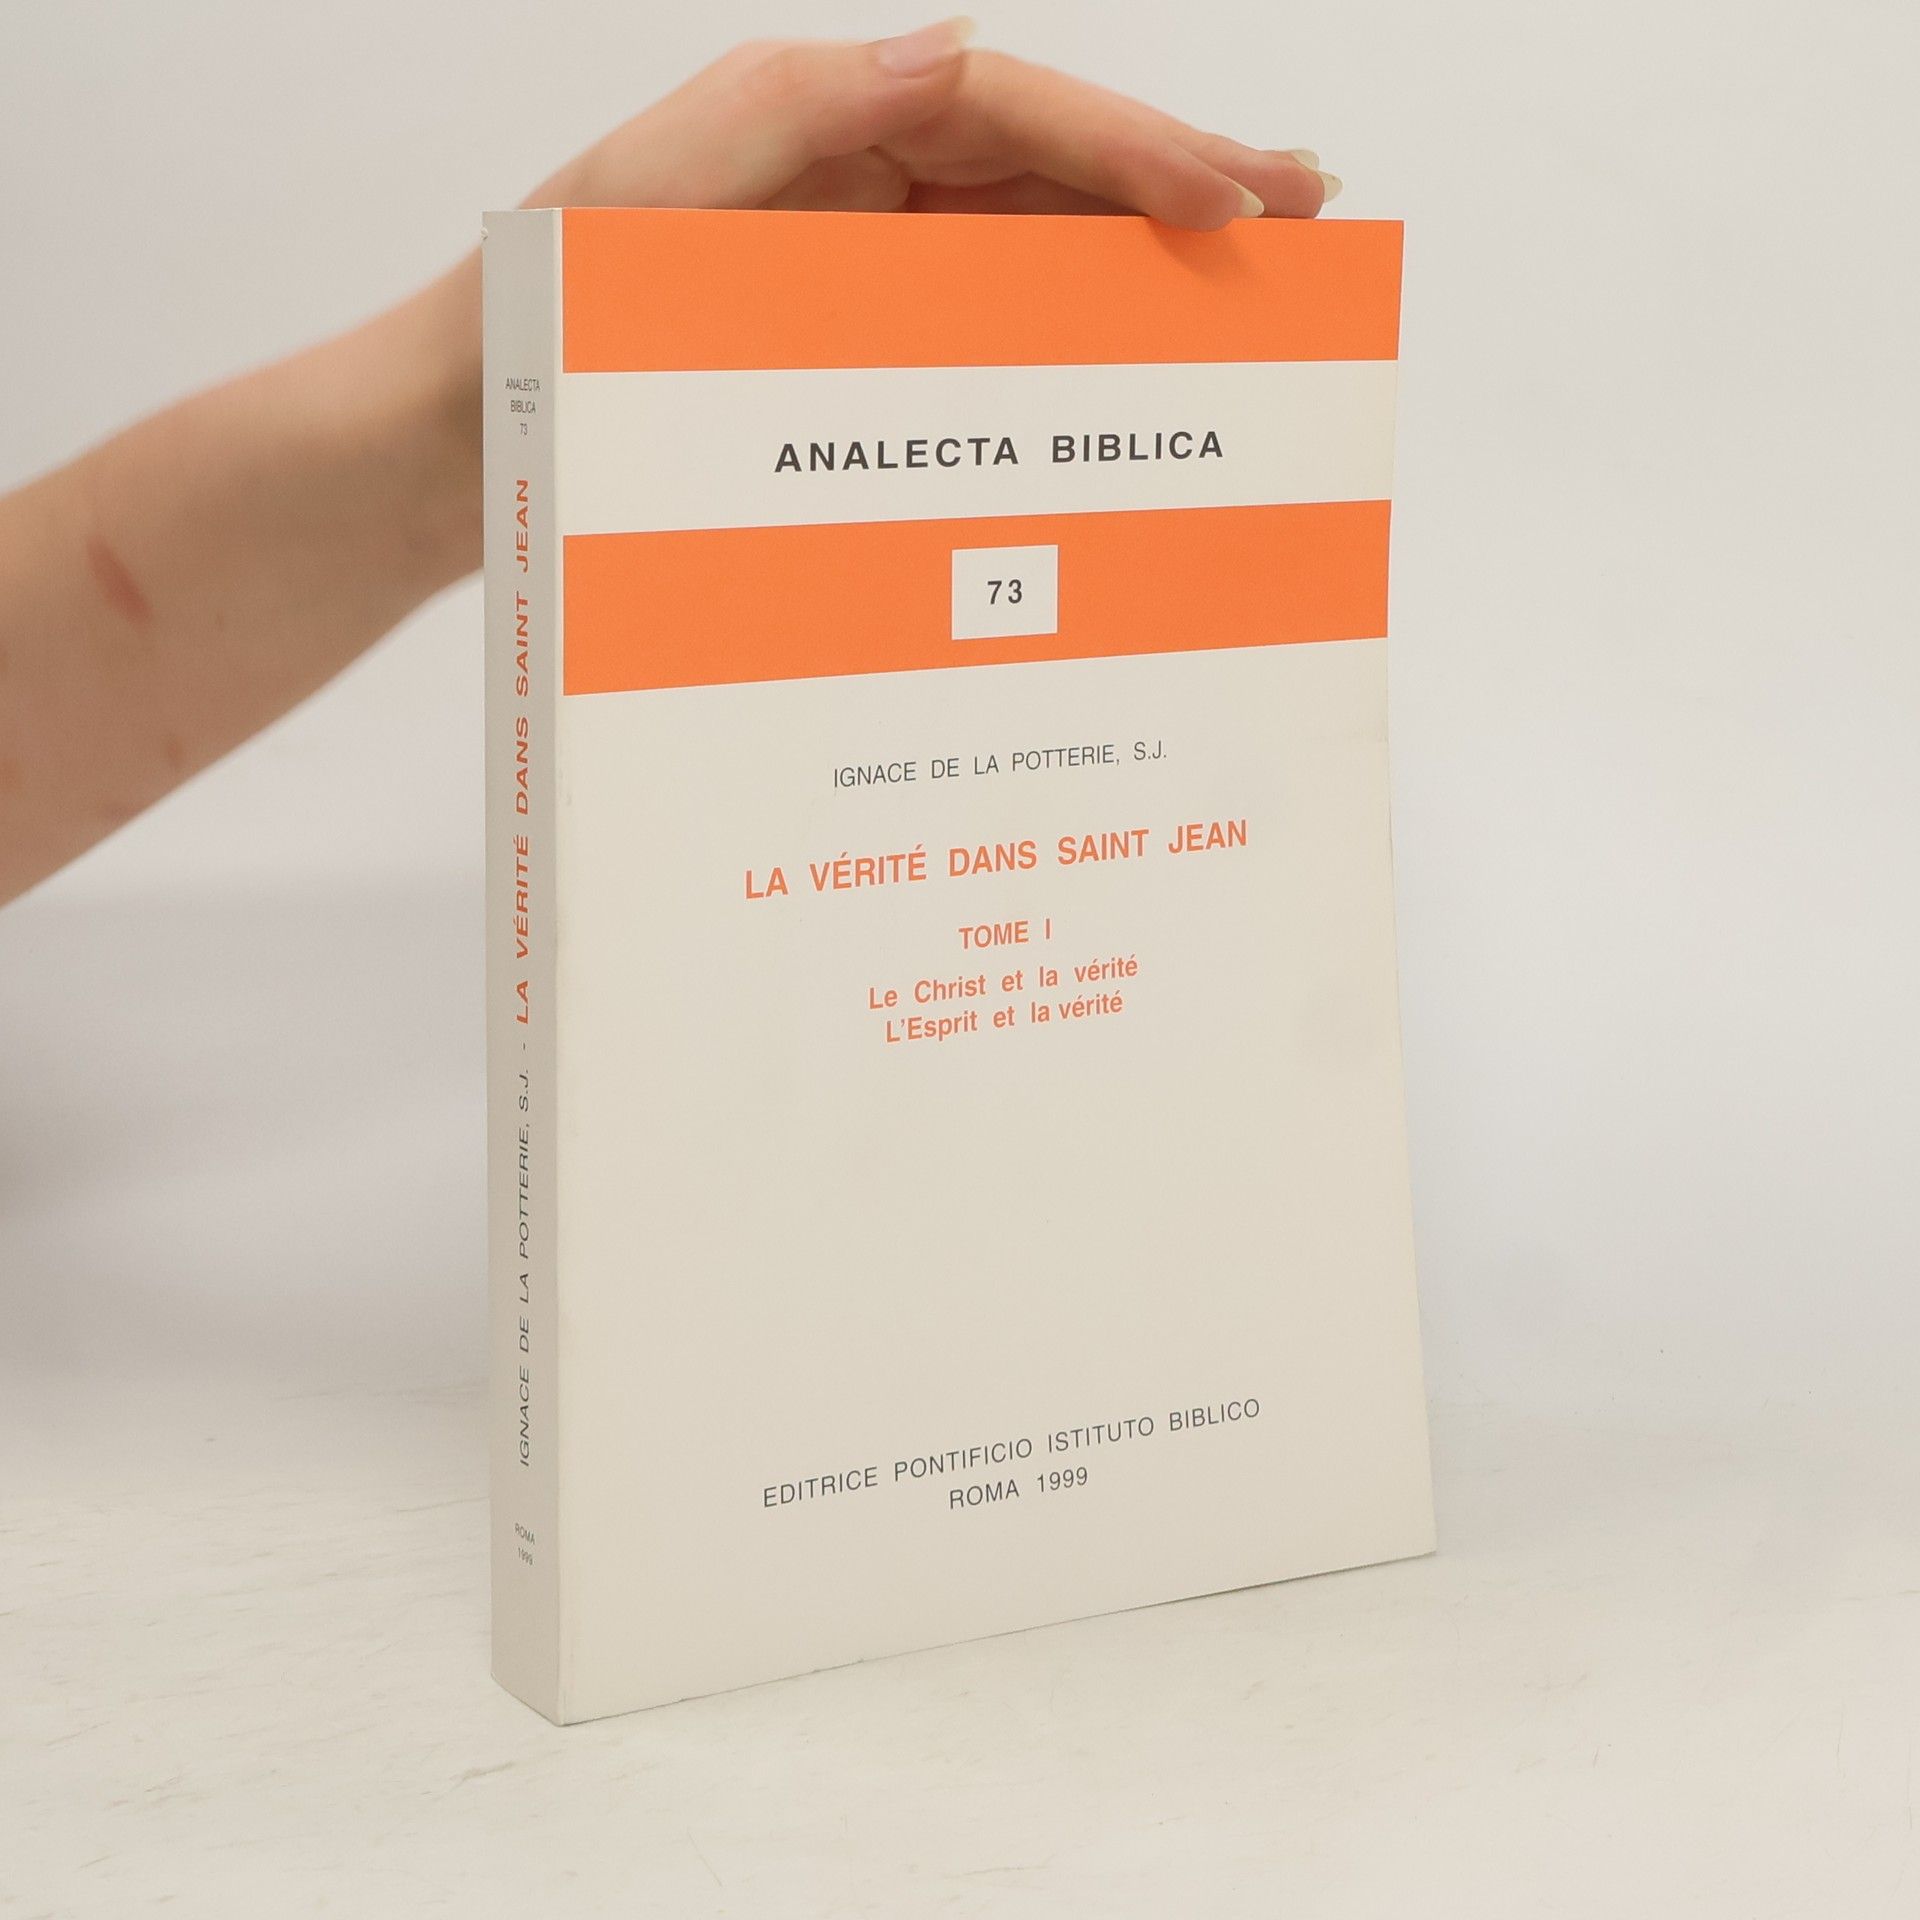 ANALECTA
BIBLICA
73
IGNACE DE LA POTTERIE, S.J. - LA VÉRITÉ DANS SAINT JEAN
ROMA
1999
ANALECTA BIBLICA
73
IGNACE DE LA POTTERIE, S.J.
LA VÉRITÉ DANS SAINT JEAN
TOME I
Le Christ et la vérité
L'Esprit et la vérité
EDITRICE PONTIFICIO ISTITUTO BIBLICO
ROMA 1999